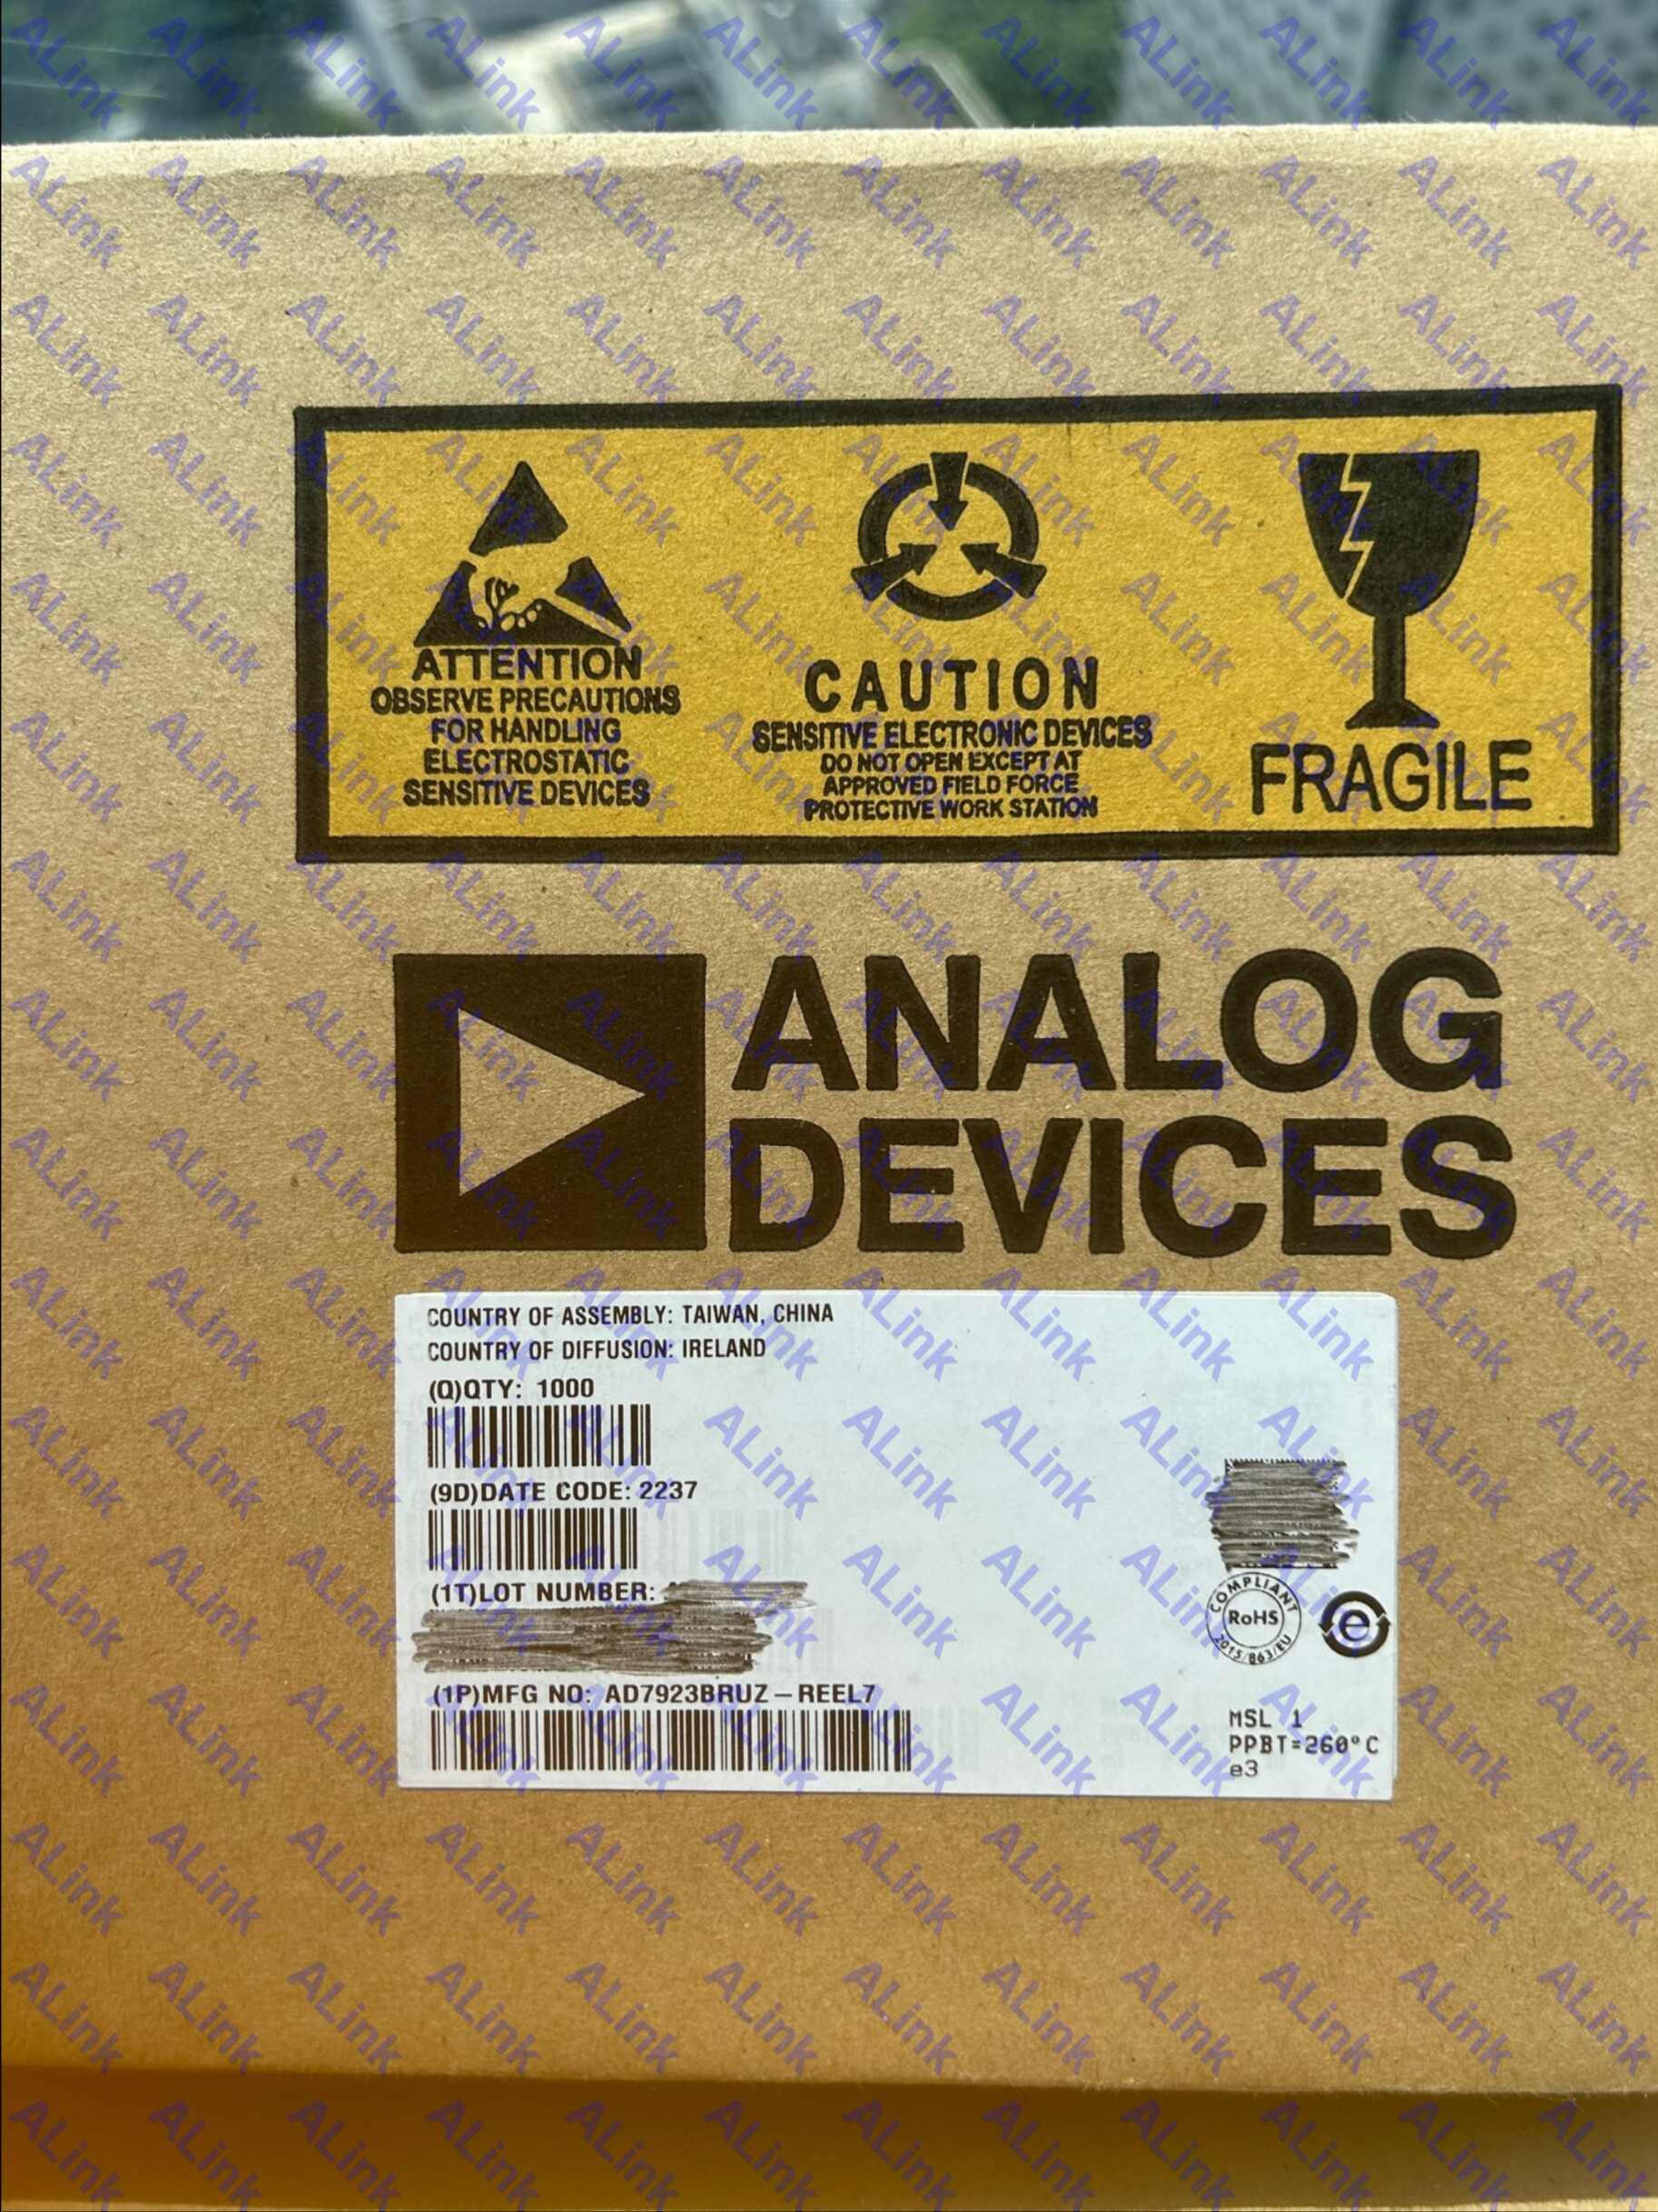 ATTENTION
OBSERVE PRECAUTIONS
FOR HANDLING
ELECTROSTATIC
SENSITIVE DEVICES
CAUTION
SENSITIVE ELECTRONIC DEVICES
DO NOT OPEN EXCEPT AT
APPROVED FIELD FORCE
PROTECTIVE WORK STATION
FRAGILE
ANALOG
DEVICES
COUNTRY OF ASSEMBLY: TAIWAN, CHINA
COUNTRY OF DIFFUSION: IRELAND
(Q)QTY: 1000
(9D)DATE CODE: 2237
(1T)LOT NUMBER:
(1P)MFG NO: AD7923BRUZ-REEL7
COMPLIANT
RoHS
2015/863/EU
e
MSL 1
PPBT=260°C
e3
ALink